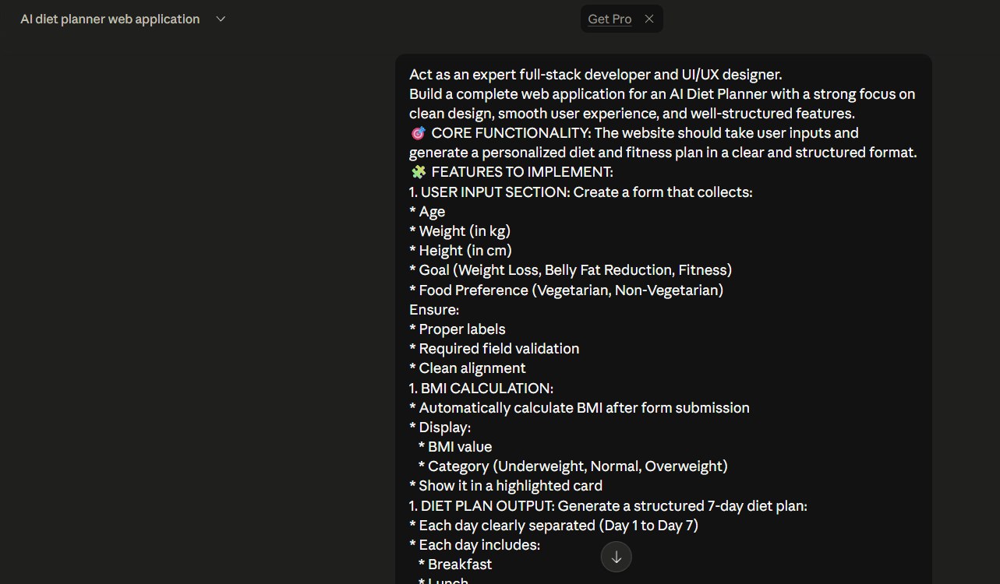 AI diet planner web application
Get Pro
Act as an expert full-stack developer and UI/UX designer.
Build a complete web application for an AI Diet Planner with a strong focus on
clean design, smooth user experience, and well-structured features.
🎯 CORE FUNCTIONALITY: The website should take user inputs and
generate a personalized diet and fitness plan in a clear and structured format.
🧩 FEATURES TO IMPLEMENT:
1. USER INPUT SECTION: Create a form that collects:
* Age
* Weight (in kg)
* Height (in cm)
* Goal (Weight Loss, Belly Fat Reduction, Fitness)
* Food Preference (Vegetarian, Non-Vegetarian)
Ensure:
* Proper labels
* Required field validation
* Clean alignment
1. BMI CALCULATION:
* Automatically calculate BMI after form submission
* Display:
* BMI value
* Category (Underweight, Normal, Overweight)
* Show it in a highlighted card
1. DIET PLAN OUTPUT: Generate a structured 7-day diet plan:
* Each day clearly separated (Day 1 to Day 7)
* Each day includes:
* Breakfast
* Lunch